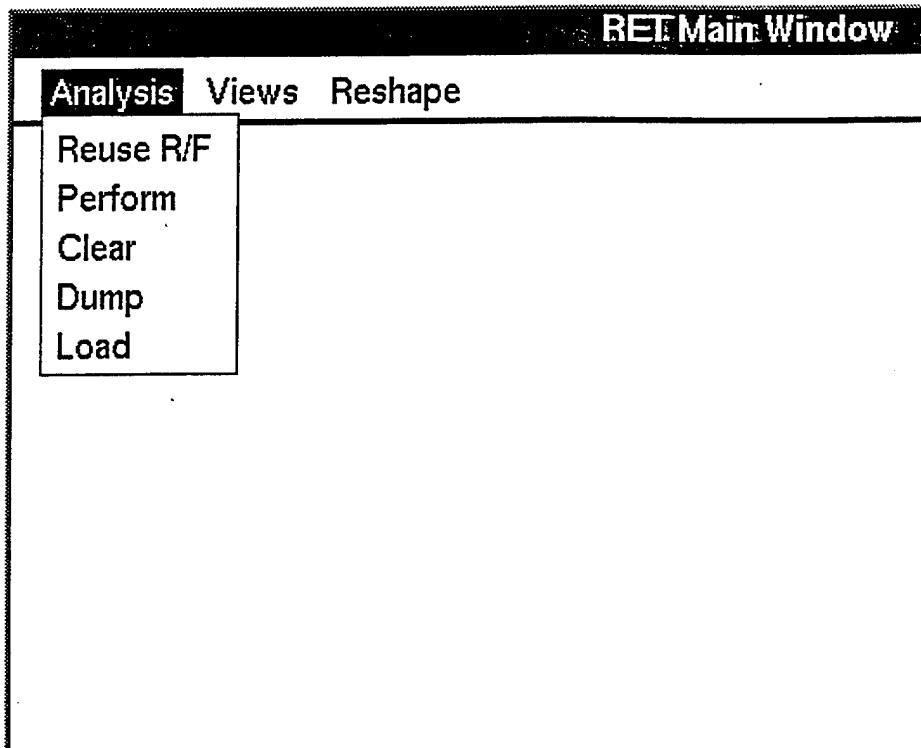 RET Main Window
Analysis Views Reshape
Reuse R/F
Perform
Clear
Dump
Load